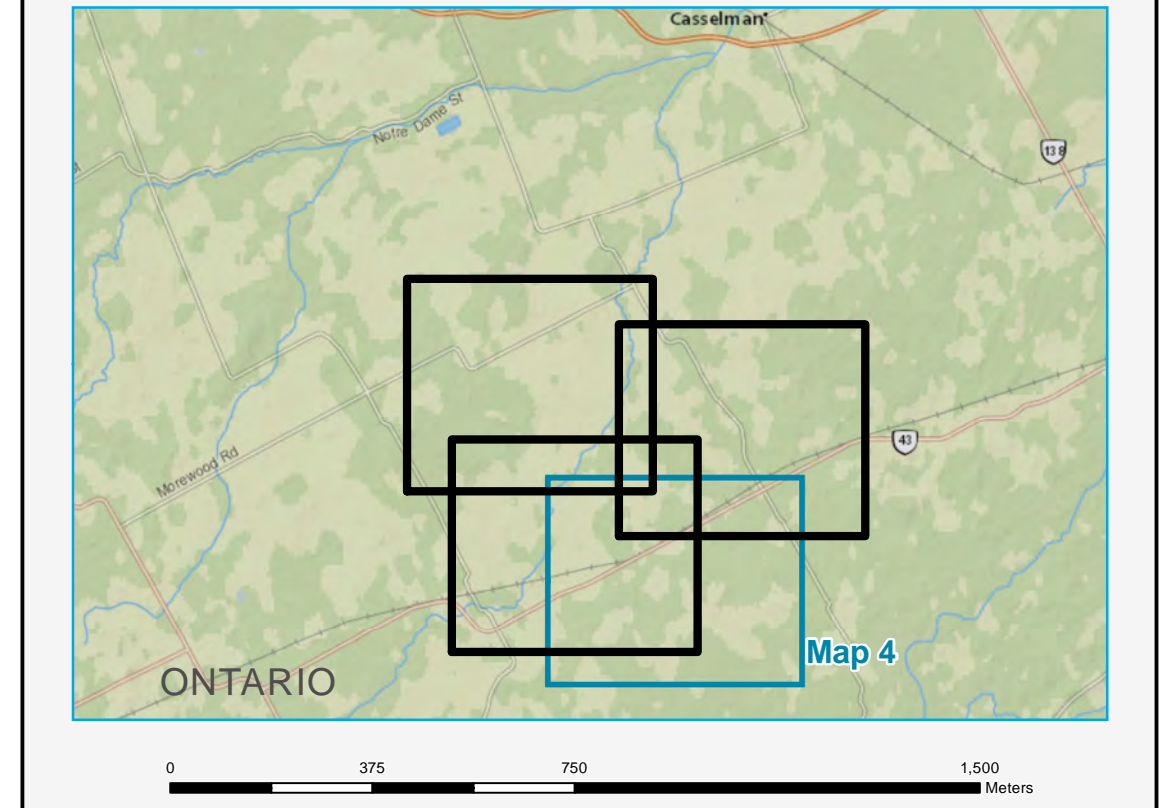 Casselman
Notre Dame St
138
43
Morewood Rd
Map 4
ONTARIO
0 375 750 1,500
Meters